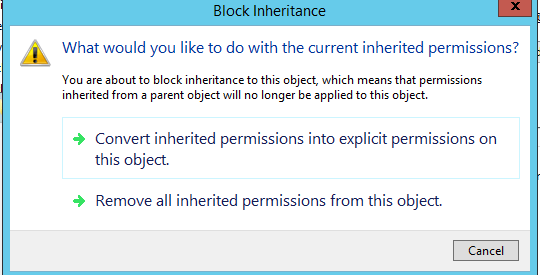 Block Inheritance
What would you like to do with the current inherited permissions?
You are about to block inheritance to this object, which means that permissions
inherited from a parent object will no longer be applied to this object.
Convert inherited permissions into explicit permissions on
this object.
Remove all inherited permissions from this object.
Cancel